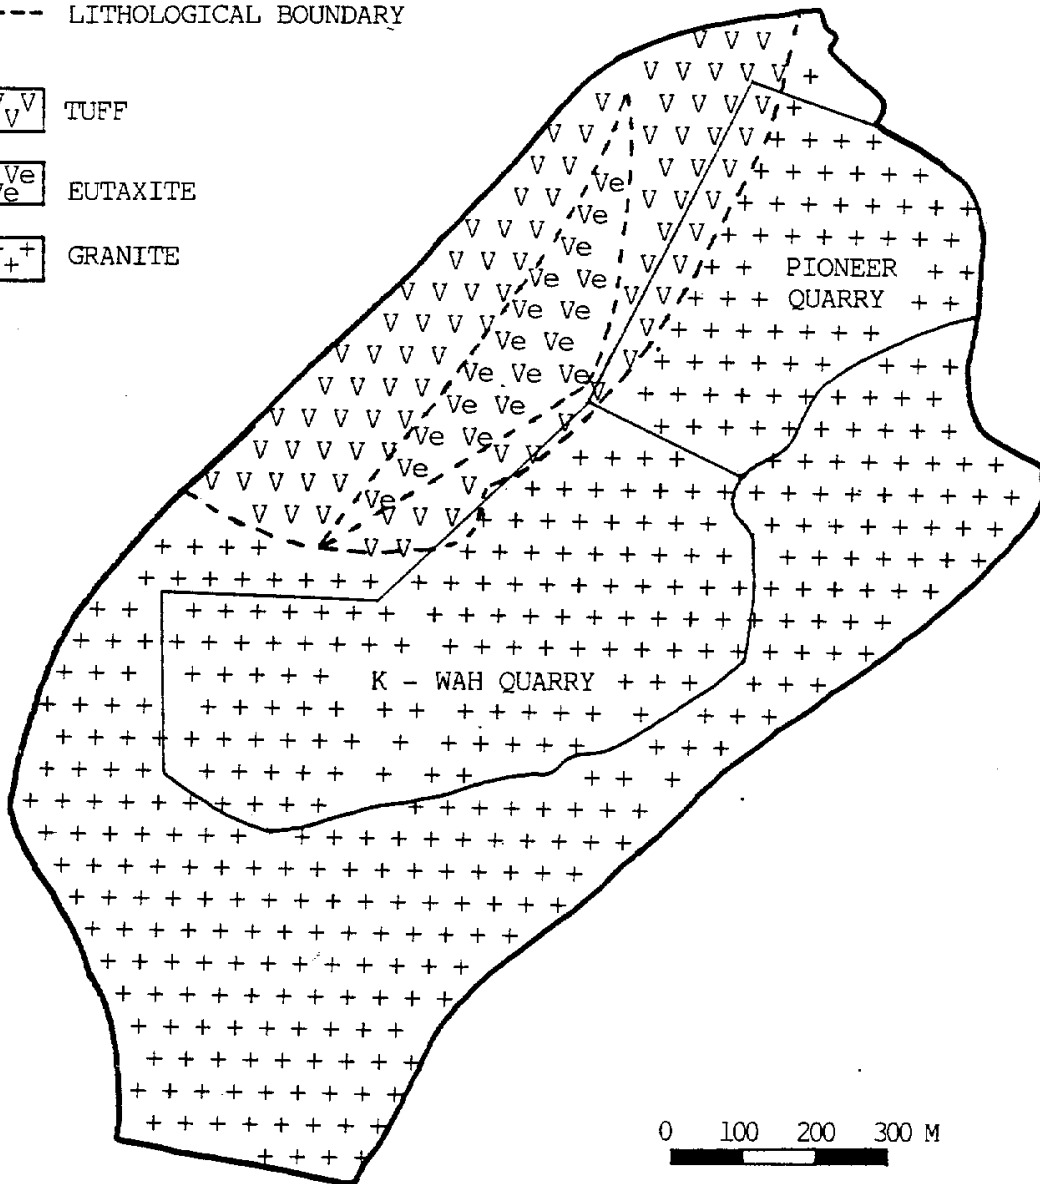 LITHOLOGICAL BOUNDARY
TUFF
EUTAXITE
GRANITE
PIONEER
QUARRY
K - WAH QUARRY
0 100 200 300 M